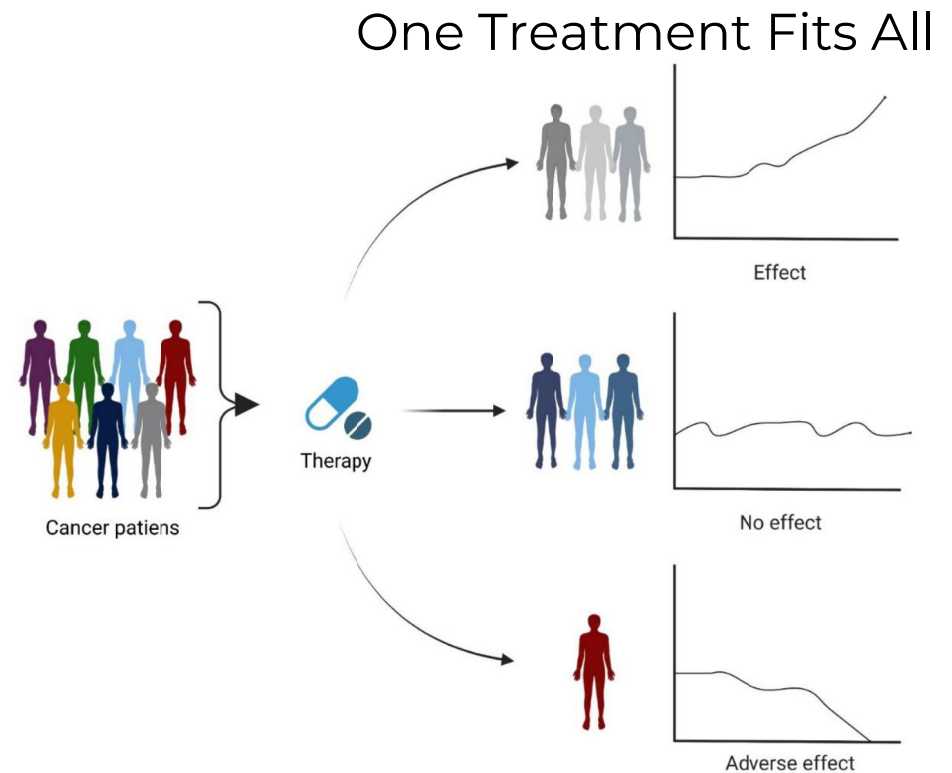 One Treatment Fits All
Effect
Therapy
Cancer patiens
No effect
Adverse effect